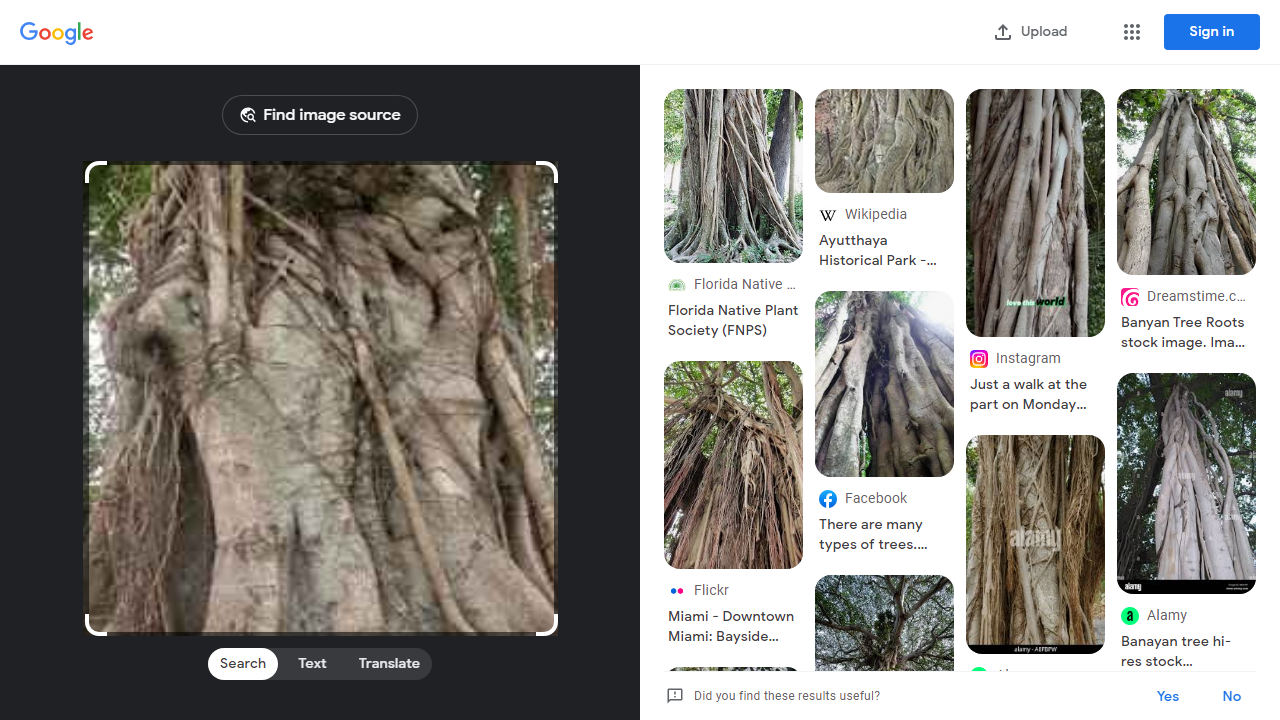 Google
Upload
Sign in
Find image source
Search
Text
Translate
Florida Native ...
Florida Native Plant
Society (FNPS)
Flickr
Miami - Downtown
Miami: Bayside...
Wikipedia
Ayutthaya
Historical Park -...
Facebook
There are many
types of trees....
love this world
Instagram
Just a walk at the
part on Monday...
alamy
alamy - A8FBFW
Dreamstime.c...
Banyan Tree Roots
stock image. Ima...
alamy
alamy
Alamy
Banayan tree hi-
res stock...
Did you find these results useful?
Yes
No